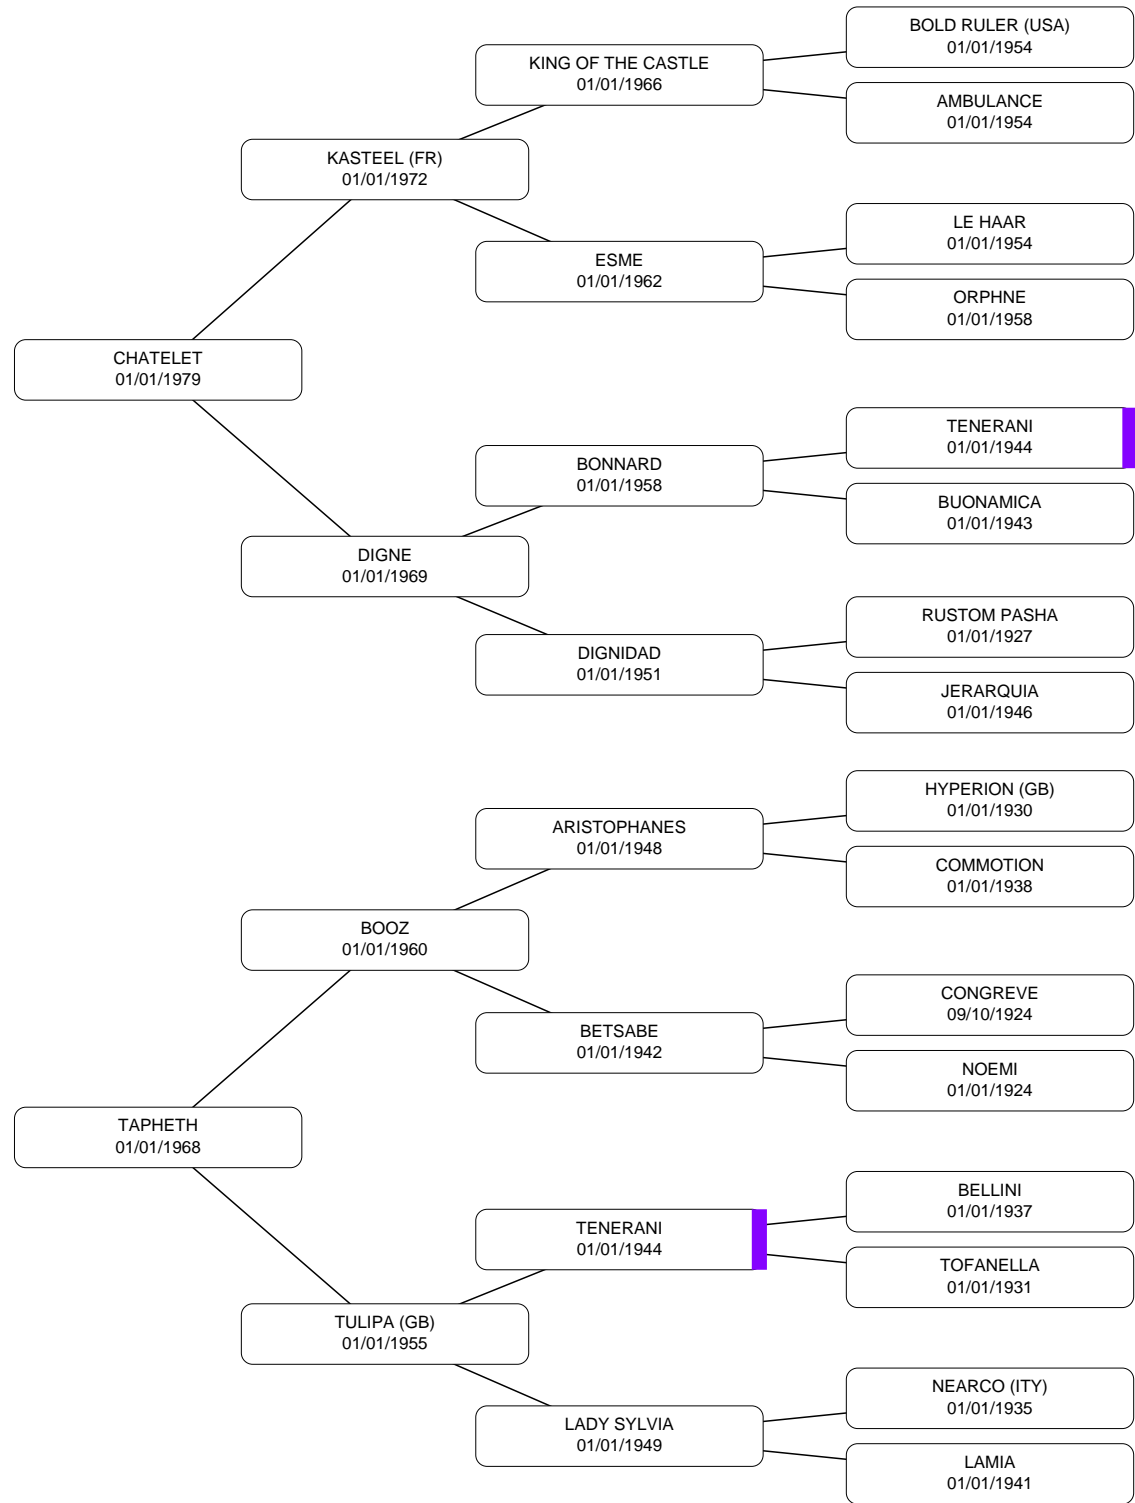 BOLD RULER (USA)
01/01/1954
KING OF THE CASTLE
01/01/1966
AMBULANCE
01/01/1954
KASTEEL (FR)
01/01/1972
LE HAAR
01/01/1954
ESME
01/01/1962
ORPHNE
01/01/1958
CHATELET
01/01/1979
TENERANI
01/01/1944
BONNARD
01/01/1958
BUONAMICA
01/01/1943
DIGNE
01/01/1969
RUSTOM PASHA
01/01/1927
DIGNIDAD
01/01/1951
JERARQUIA
01/01/1946
HYPERION (GB)
01/01/1930
ARISTOPHANES
01/01/1948
COMMOTION
01/01/1938
BOOZ
01/01/1960
CONGREVE
09/10/1924
BETSABE
01/01/1942
NOEMI
01/01/1924
TAPHETH
01/01/1968
BELLINI
01/01/1937
TENERANI
01/01/1944
TOFANELLA
01/01/1931
TULIPA (GB)
01/01/1955
NEARCO (ITY)
01/01/1935
LADY SYLVIA
01/01/1949
LAMIA
01/01/1941